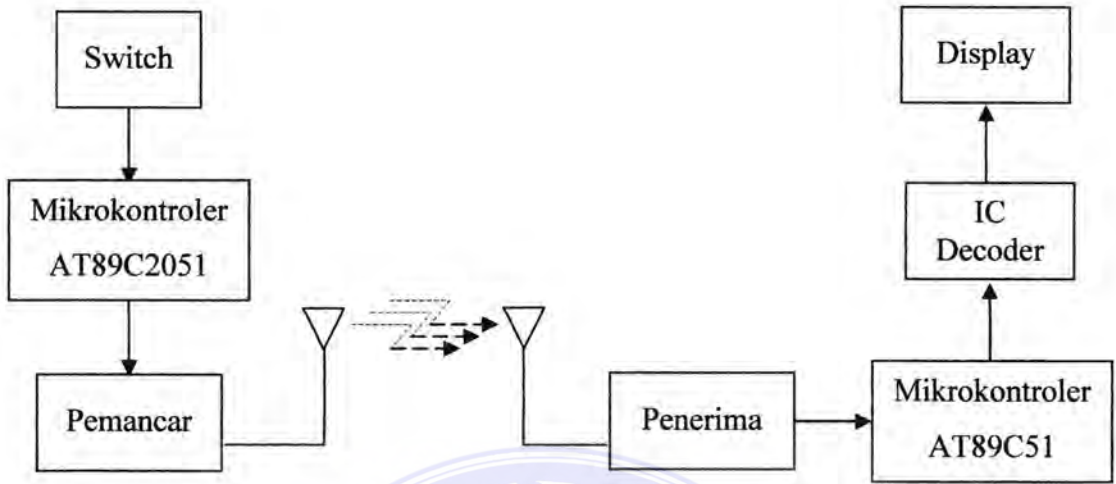 Switch
Mikrokontroler
AT89C2051
Pemancar
Penerima
Mikrokontroler
AT89C51
IC
Decoder
Display